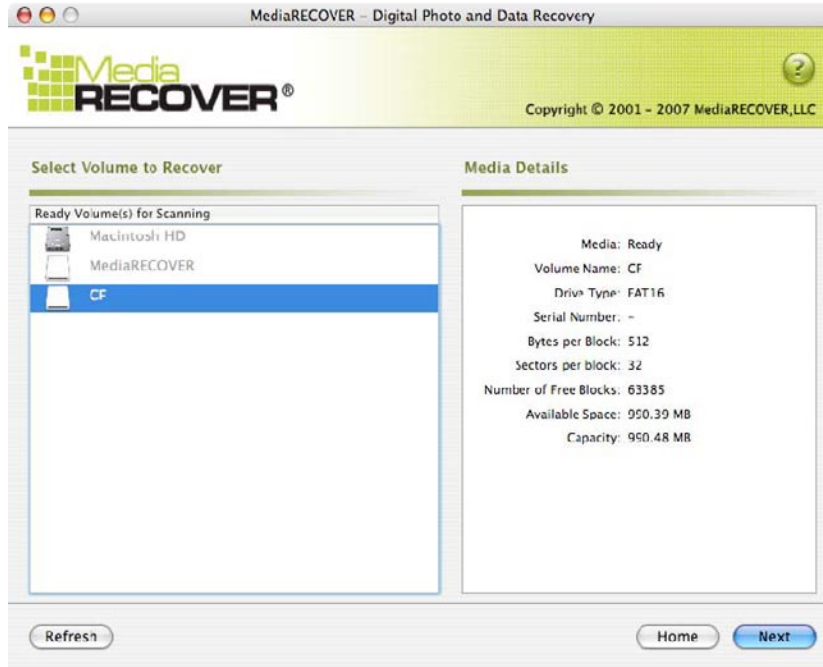 MediaRECOVER – Digital Photo and Data Recovery
Media
RECOVER®
?
Copyright © 2001 – 2007 MediaRECOVER,LLC
Select Volume to Recover
Ready Volume(s) for Scanning
Macintosh HD
MediaRECOVER
CF
Media Details
Media: Ready
Volume Name: CF
Drive Type: FAT16
Serial Number: –
Bytes per Block: 512
Sectors per block: 32
Number of Free Blocks: 63385
Available Space: 990.39 MB
Capacity: 990.48 MB
Refresh
Home
Next